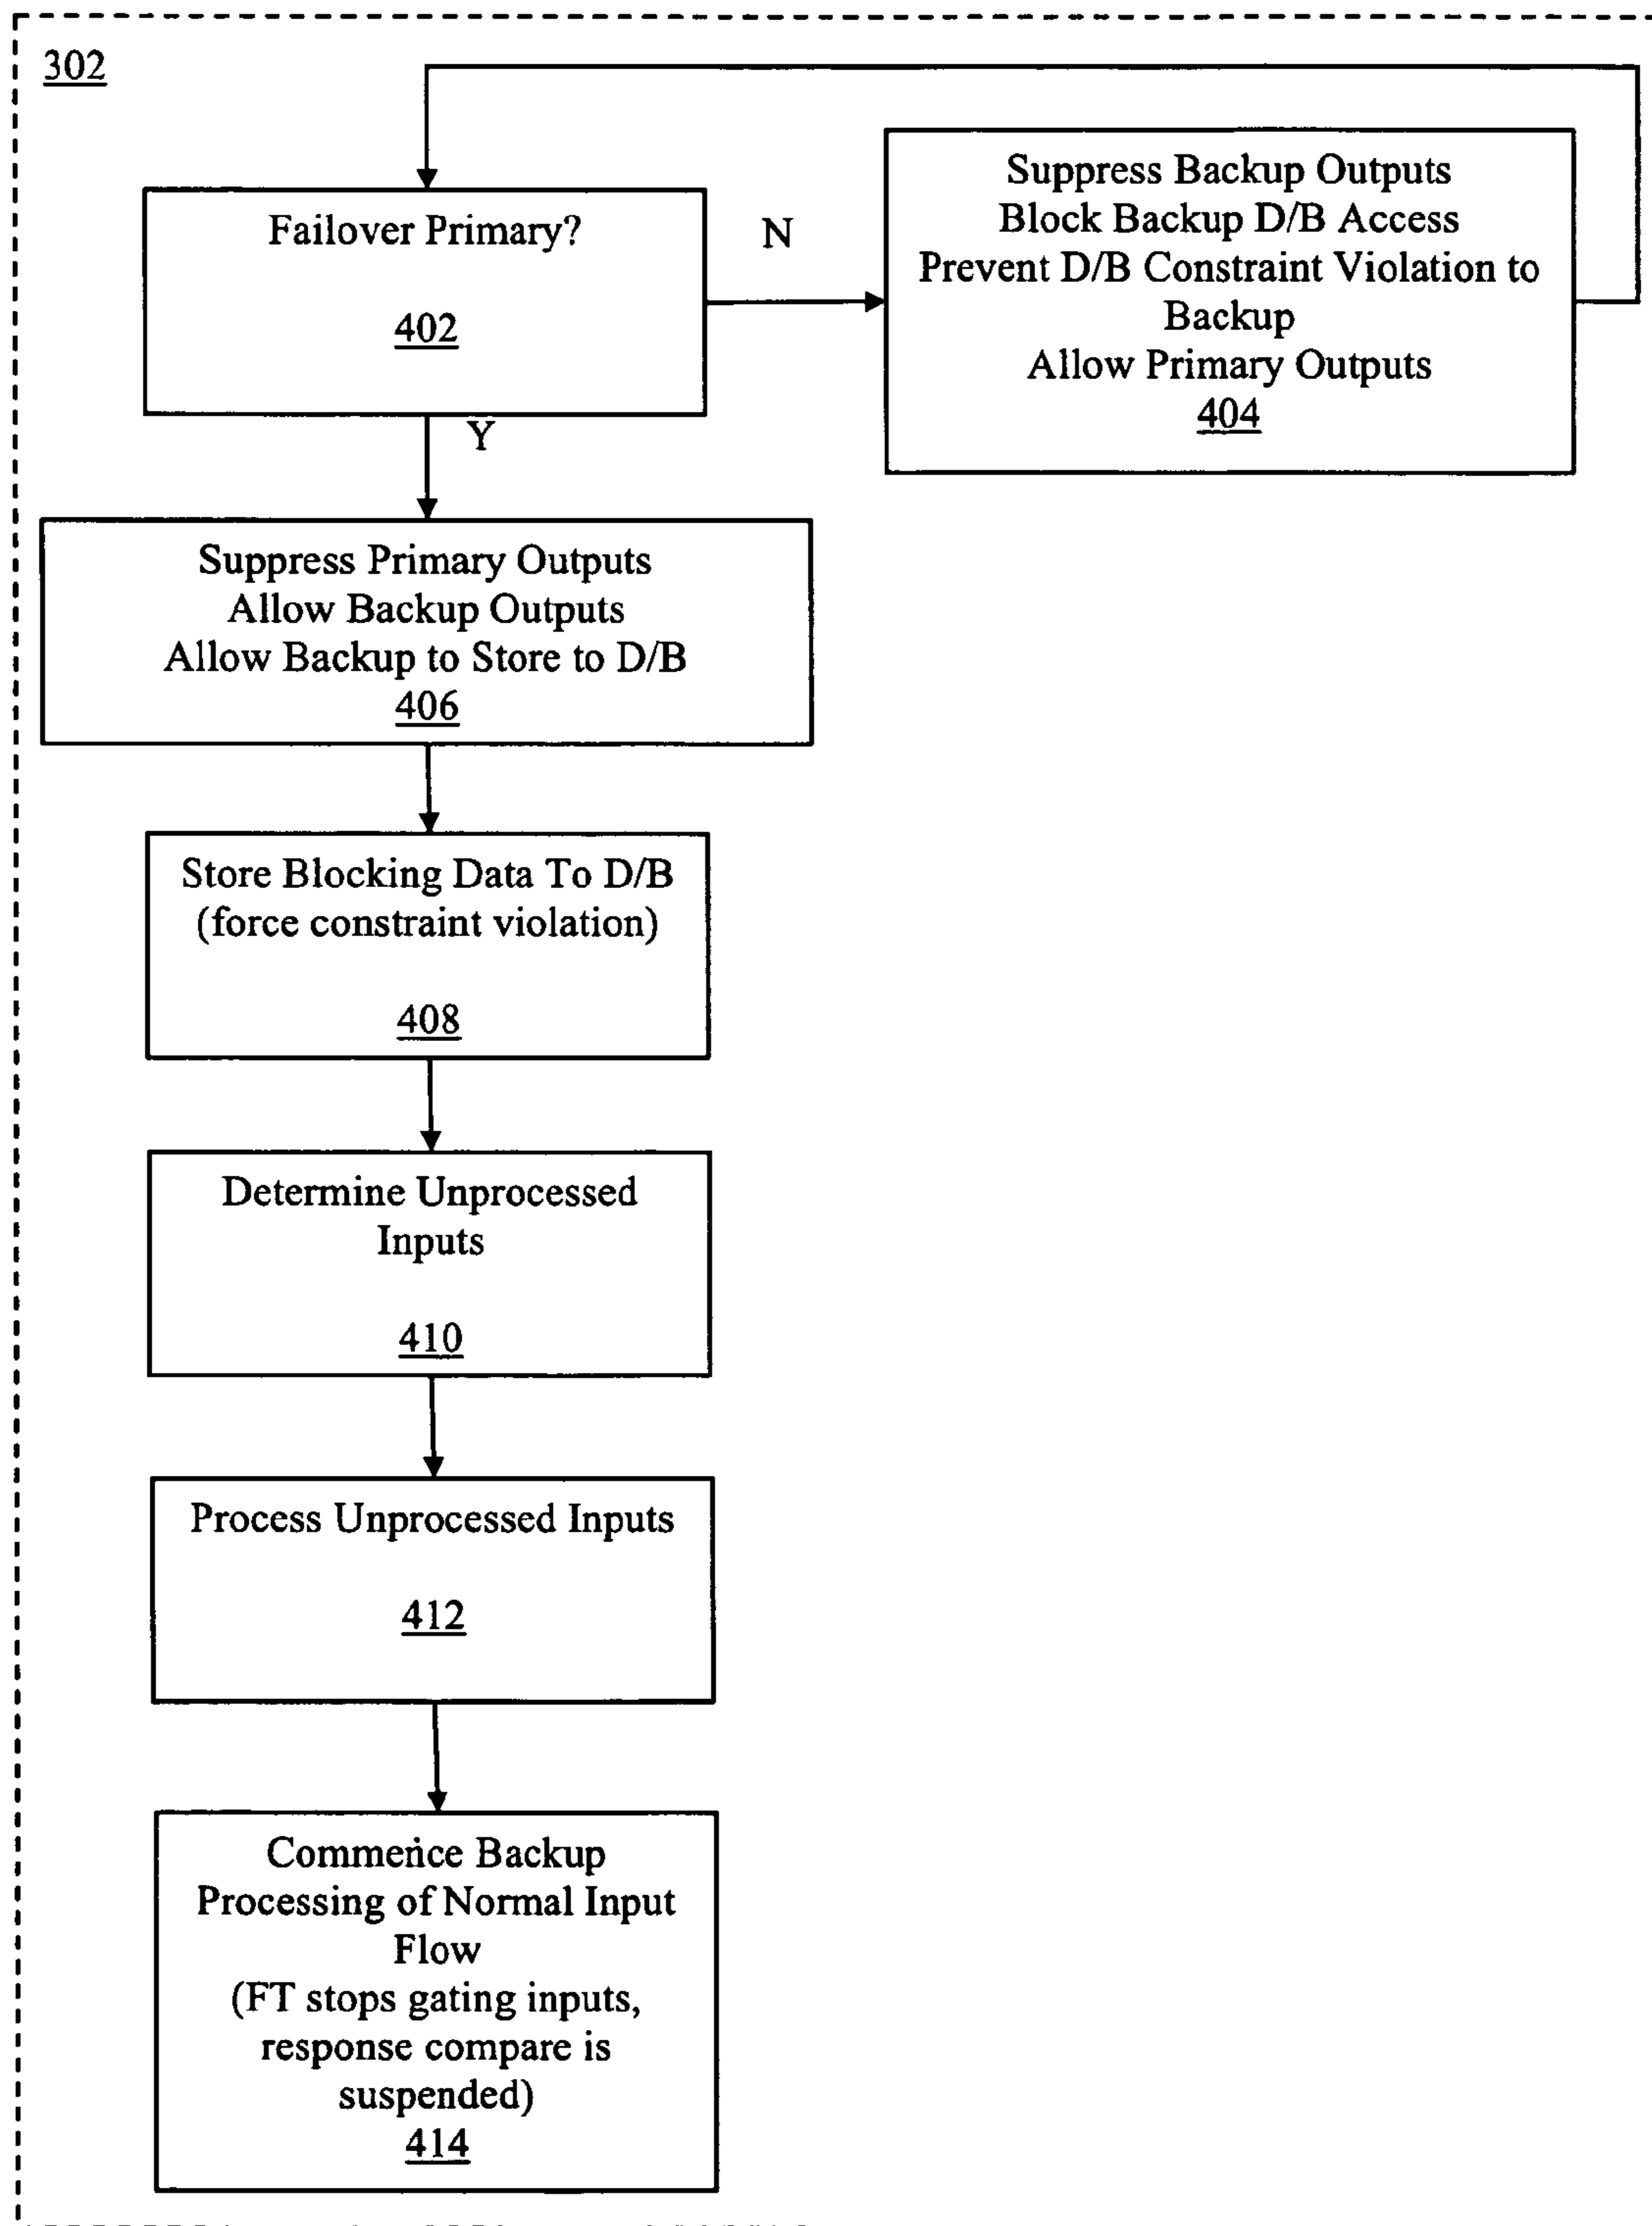 302
Failover Primary?
402
N
Suppress Backup Outputs
Block Backup D/B Access
Prevent D/B Constraint Violation to
Backup
Allow Primary Outputs
404
Y
Suppress Primary Outputs
Allow Backup Outputs
Allow Backup to Store to D/B
406
Store Blocking Data To D/B
(force constraint violation)
408
Determine Unprocessed
Inputs
410
Process Unprocessed Inputs
412
Commence Backup
Processing of Normal Input
Flow
(FT stops gating inputs,
response compare is
suspended)
414